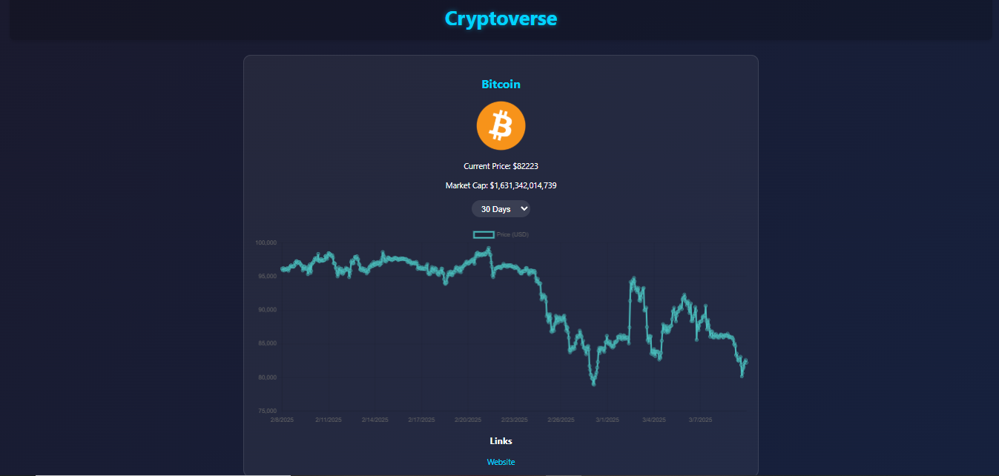 Cryptoverse
Bitcoin
Current Price: $82223
Market Cap: $1,631,342,014,739
30 Days
Price (USD)
100,000
95,000
90,000
85,000
80,000
75,000
2/8/2025 2/11/2025 2/14/2025 2/17/2025 2/20/2025 2/23/2025 2/26/2025 3/1/2025 3/4/2025 3/7/2025
Links
Website